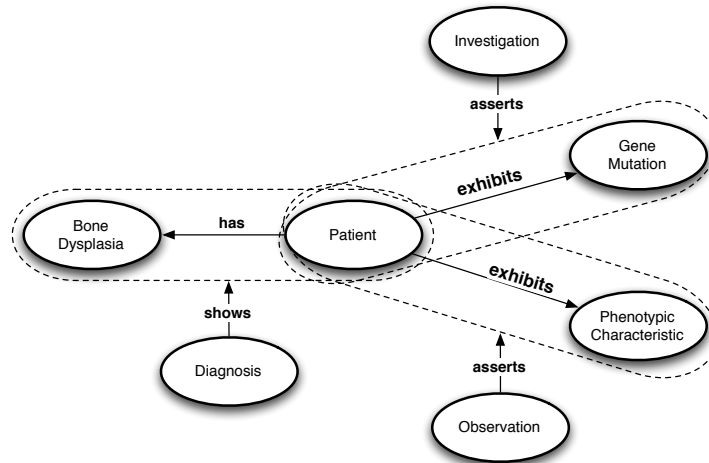 Investigation
asserts
Gene
Mutation
exhibits
Bone
Dysplasia
has
Patient
exhibits
Phenotypic
Characteristic
shows
Diagnosis
asserts
Observation